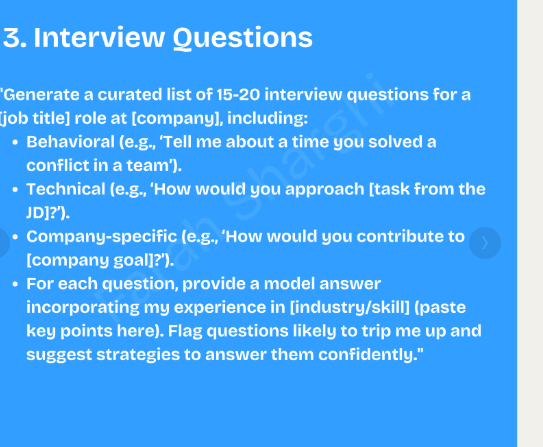 3. Interview Questions
"Generate a curated list of 15-20 interview questions for a
[job title] role at [company], including:
• Behavioral (e.g., ‘Tell me about a time you solved a
conflict in a team’).
• Technical (e.g., ‘How would you approach [task from the
JD]?’).
• Company-specific (e.g., ‘How would you contribute to
[company goal]?’).
• For each question, provide a model answer
incorporating my experience in [industry/skill] (paste
key points here). Flag questions likely to trip me up and
suggest strategies to answer them confidently."
Farah Sharghi